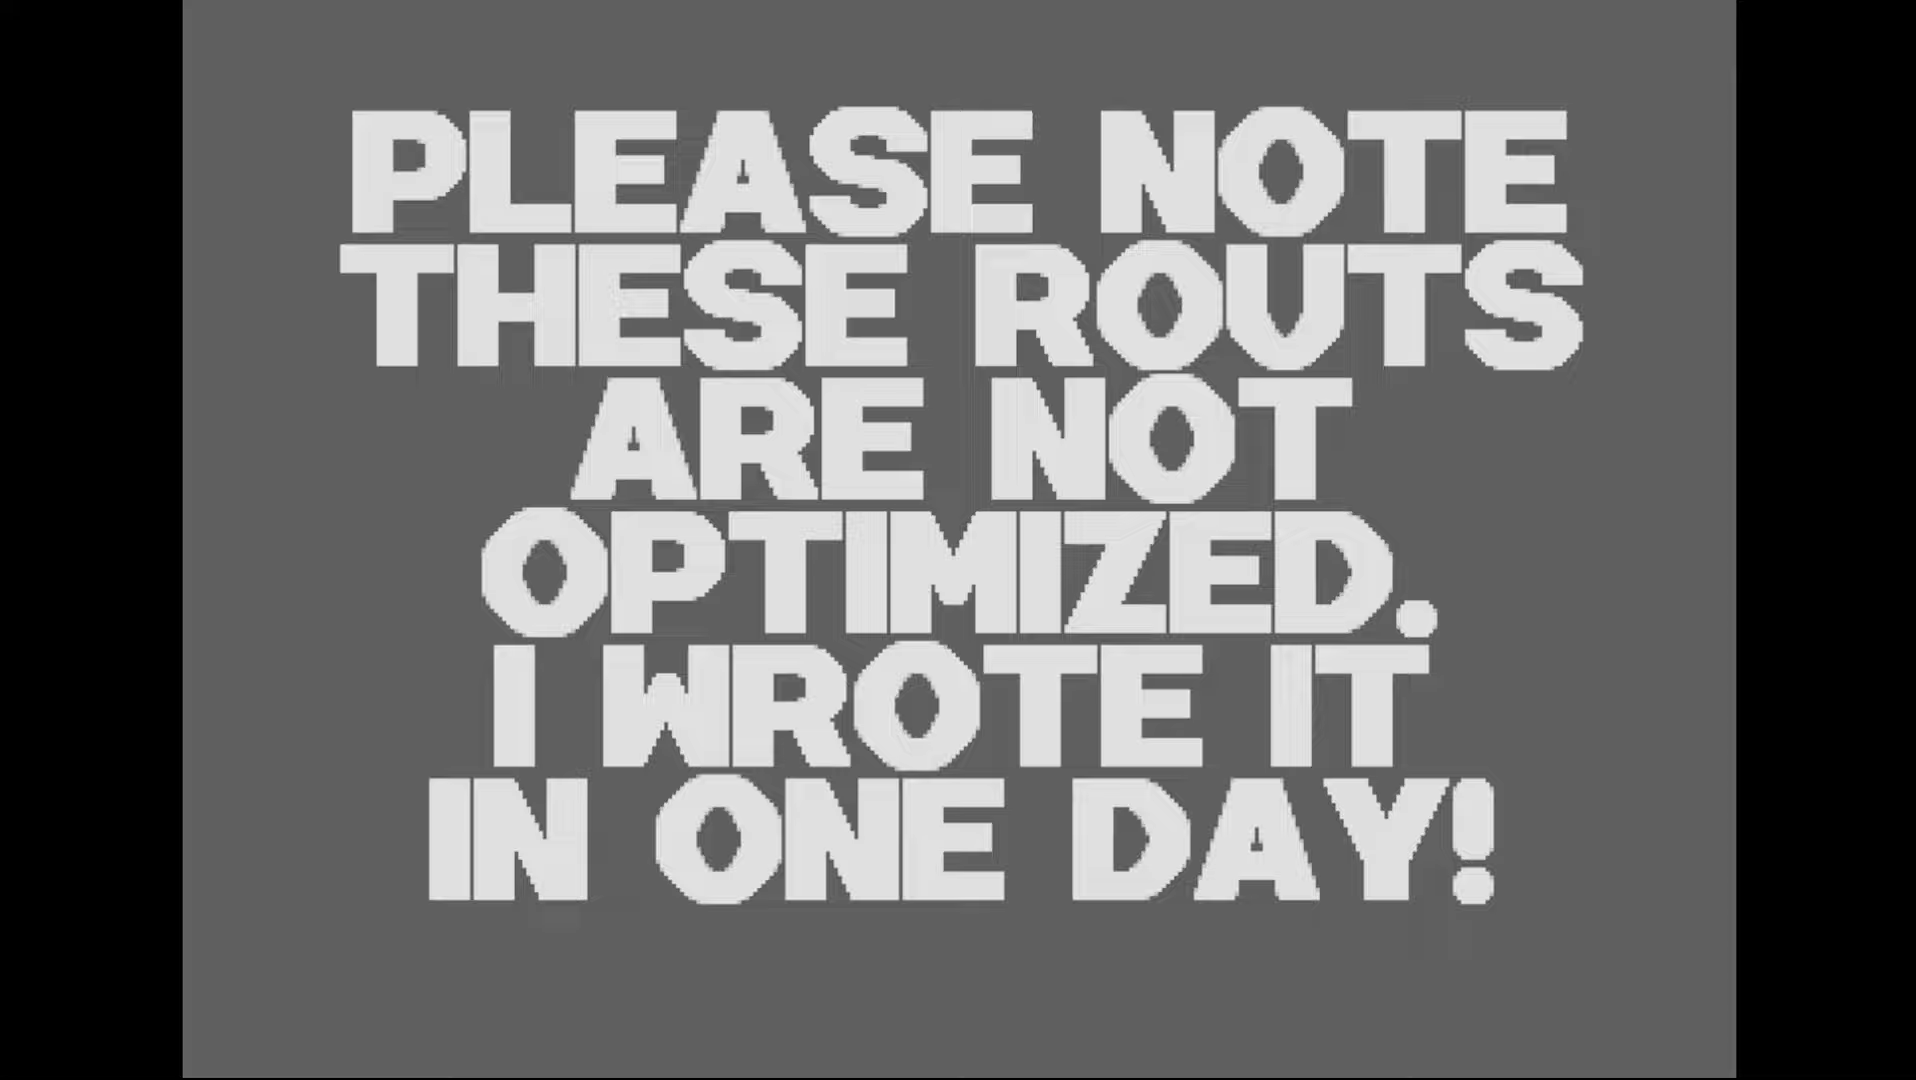 PLEASE NOTE
THESE ROUTS
ARE NOT
OPTIMIZED.
I WROTE IT
IN ONE DAY!